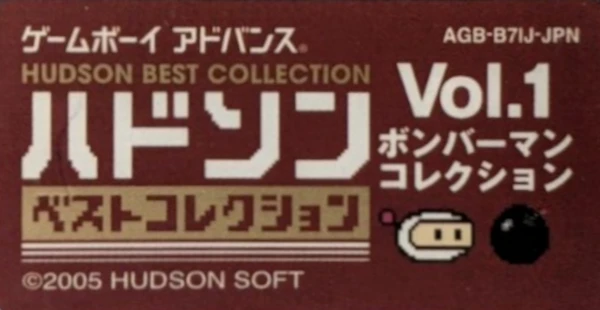 ゲームボーイ アドバンス®
AGB-B7IJ-JPN
HUDSON BEST COLLECTION
ハドソン
ベストコレクション
Vol.1
ボンバーマン
コレクション
©2005 HUDSON SOFT